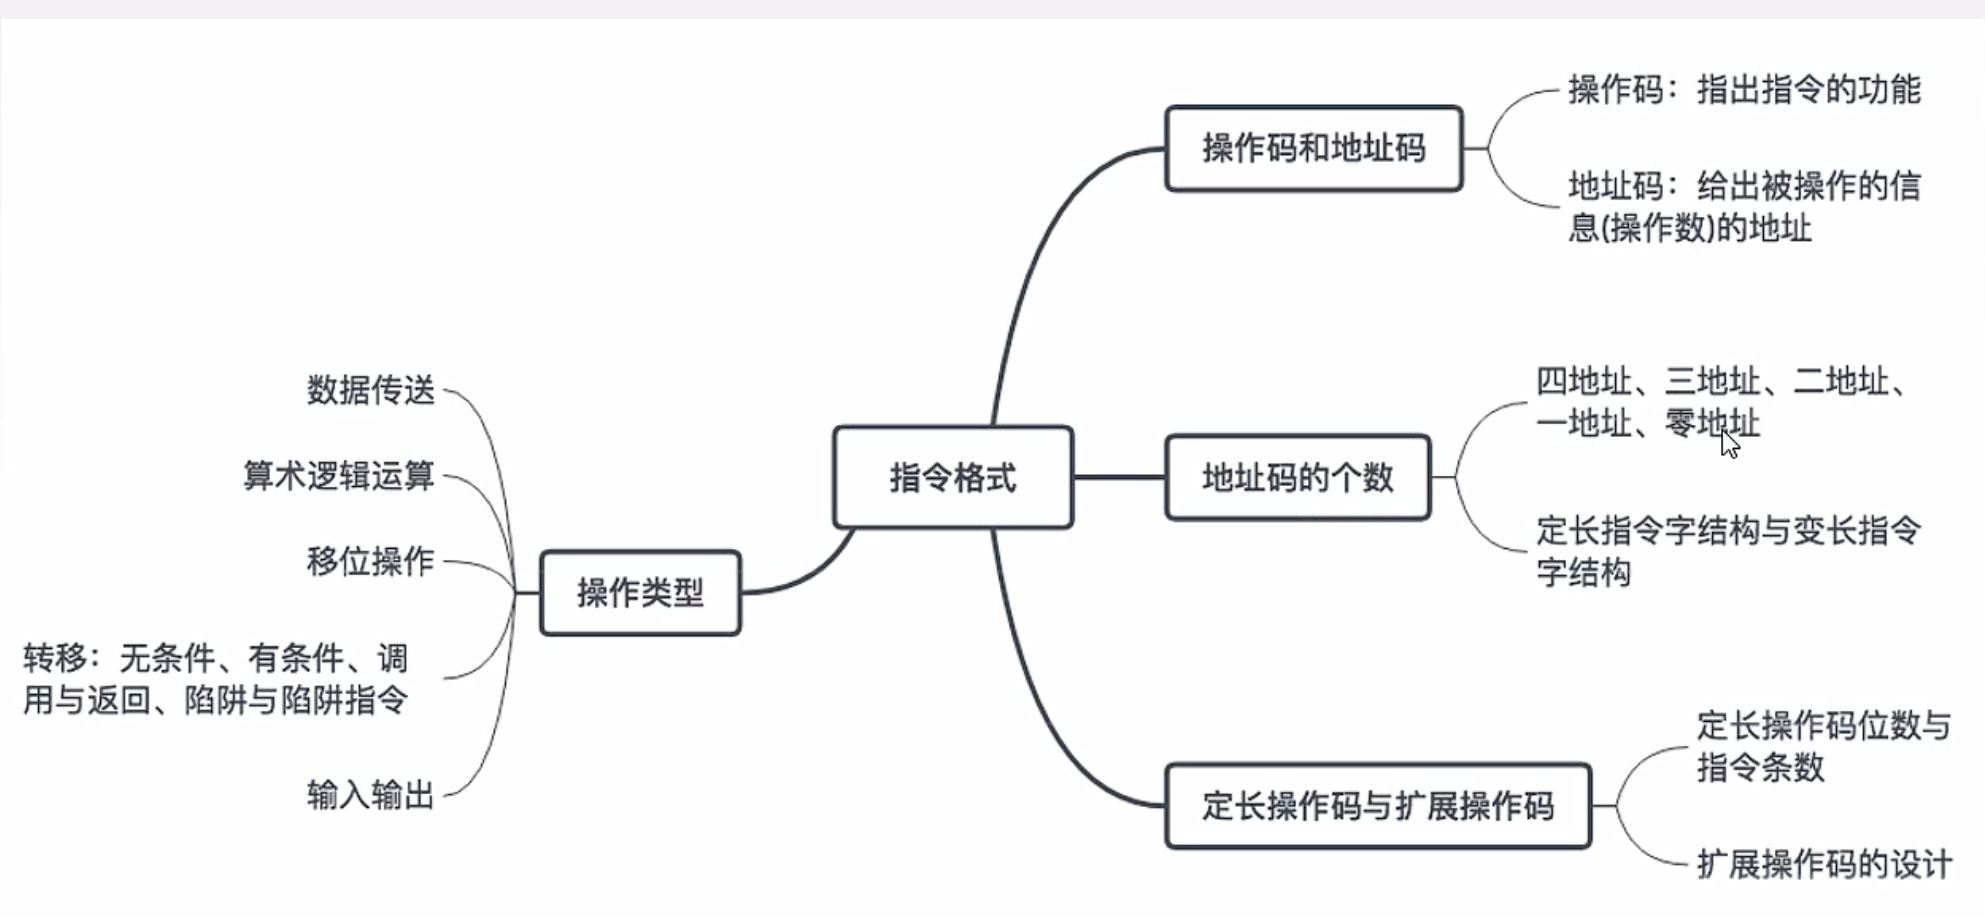 操作码：指出指令的功能
操作码和地址码
地址码：给出被操作的信
息(操作数)的地址
四地址、三地址、二地址、
一地址、零地址
数据传送
算术逻辑运算
指令格式
地址码的个数
定长指令字结构与变长指令
字结构
移位操作
操作类型
转移：无条件、有条件、调
用与返回、陷阱与陷阱指令
输入输出
定长操作码位数与
指令条数
定长操作码与扩展操作码
扩展操作码的设计